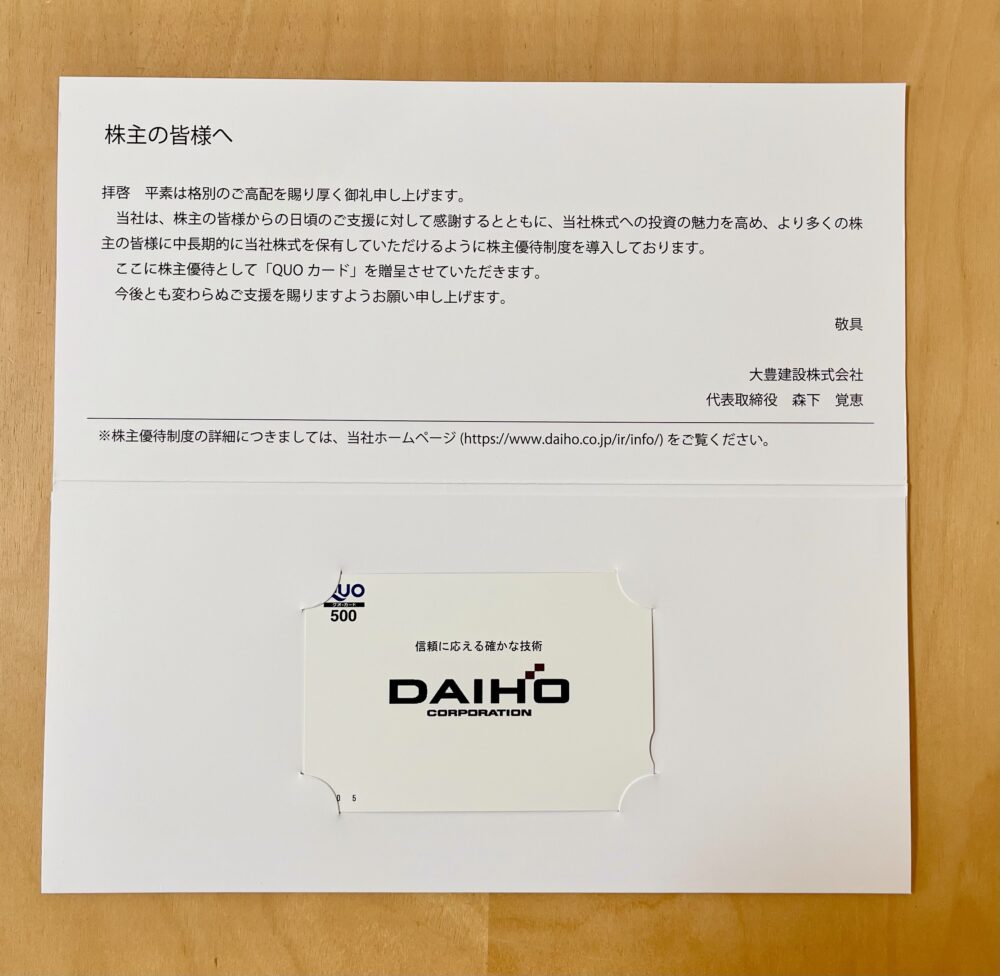 株主の皆様へ
拝啓　平素は格別のご高配を賜り厚く御礼申し上げます。
　当社は、株主の皆様からの日頃のご支援に対して感謝するとともに、当社株式への投資の魅力を高め、より多くの株
主の皆様に中長期的に当社株式を保有していただけるように株主優待制度を導入しております。
　ここに株主優待として「QUOカード」を贈呈させていただきます。
　今後とも変わらぬご支援を賜りますようお願い申し上げます。
敬具
大豊建設株式会社
代表取締役　森下　覚恵
※株主優待制度の詳細につきましては、当社ホームページ(https://www.daiho.co.jp/ir/info/)をご覧ください。
QUO
クオ・カード
500
信頼に応える確かな技術
DAIHO
CORPORATION
0 5